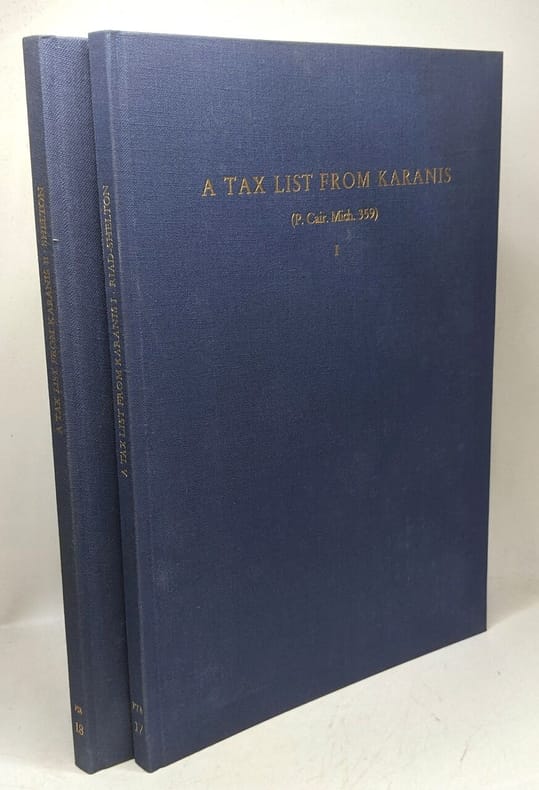 A TAX LIST FROM KARANIS
(P. Cair. Mich. 359)
I
A TAX LIST FROM KARANIS I · RIAD-SHELTON
PTA
17
A TAX LIST FROM KARANIS II · SHELTON
PTA
18